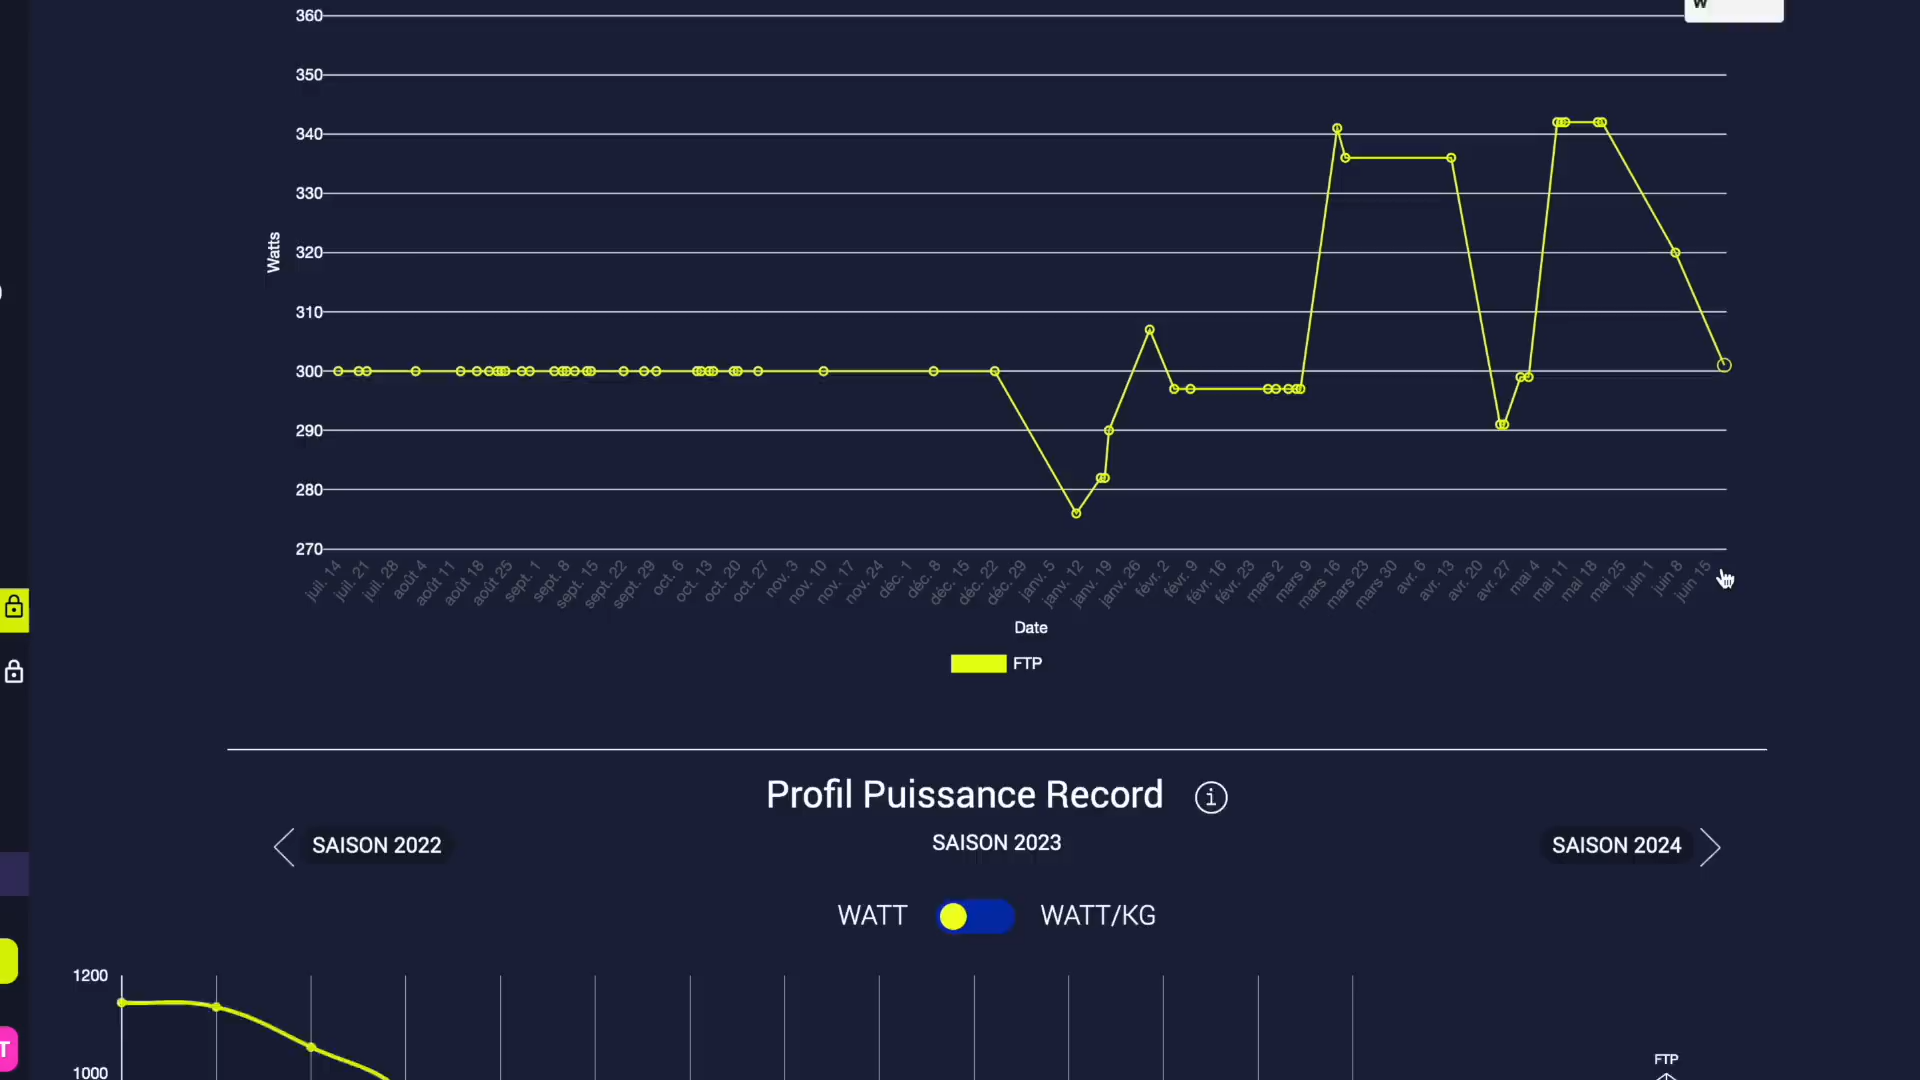 W
360
350
340
330
320
310
300
290
280
270
Watts
juil. 14
juil. 21
juil. 28
août 4
août 11
août 18
août 25
sept. 1
sept. 8
sept. 15
sept. 22
sept. 29
oct. 6
oct. 13
oct. 20
oct. 27
nov. 3
nov. 10
nov. 17
nov. 24
déc. 1
déc. 8
déc. 15
déc. 22
déc. 29
janv. 5
janv. 12
janv. 19
janv. 26
févr. 2
févr. 9
févr. 16
févr. 23
mars 2
mars 9
mars 16
mars 23
mars 30
avr. 6
avr. 13
avr. 20
avr. 27
mai 4
mai 11
mai 18
mai 25
juin 1
juin 8
juin 15
Date
FTP
Profil Puissance Record
SAISON 2022
SAISON 2023
SAISON 2024
WATT
WATT/KG
1200
1000
T
FTP